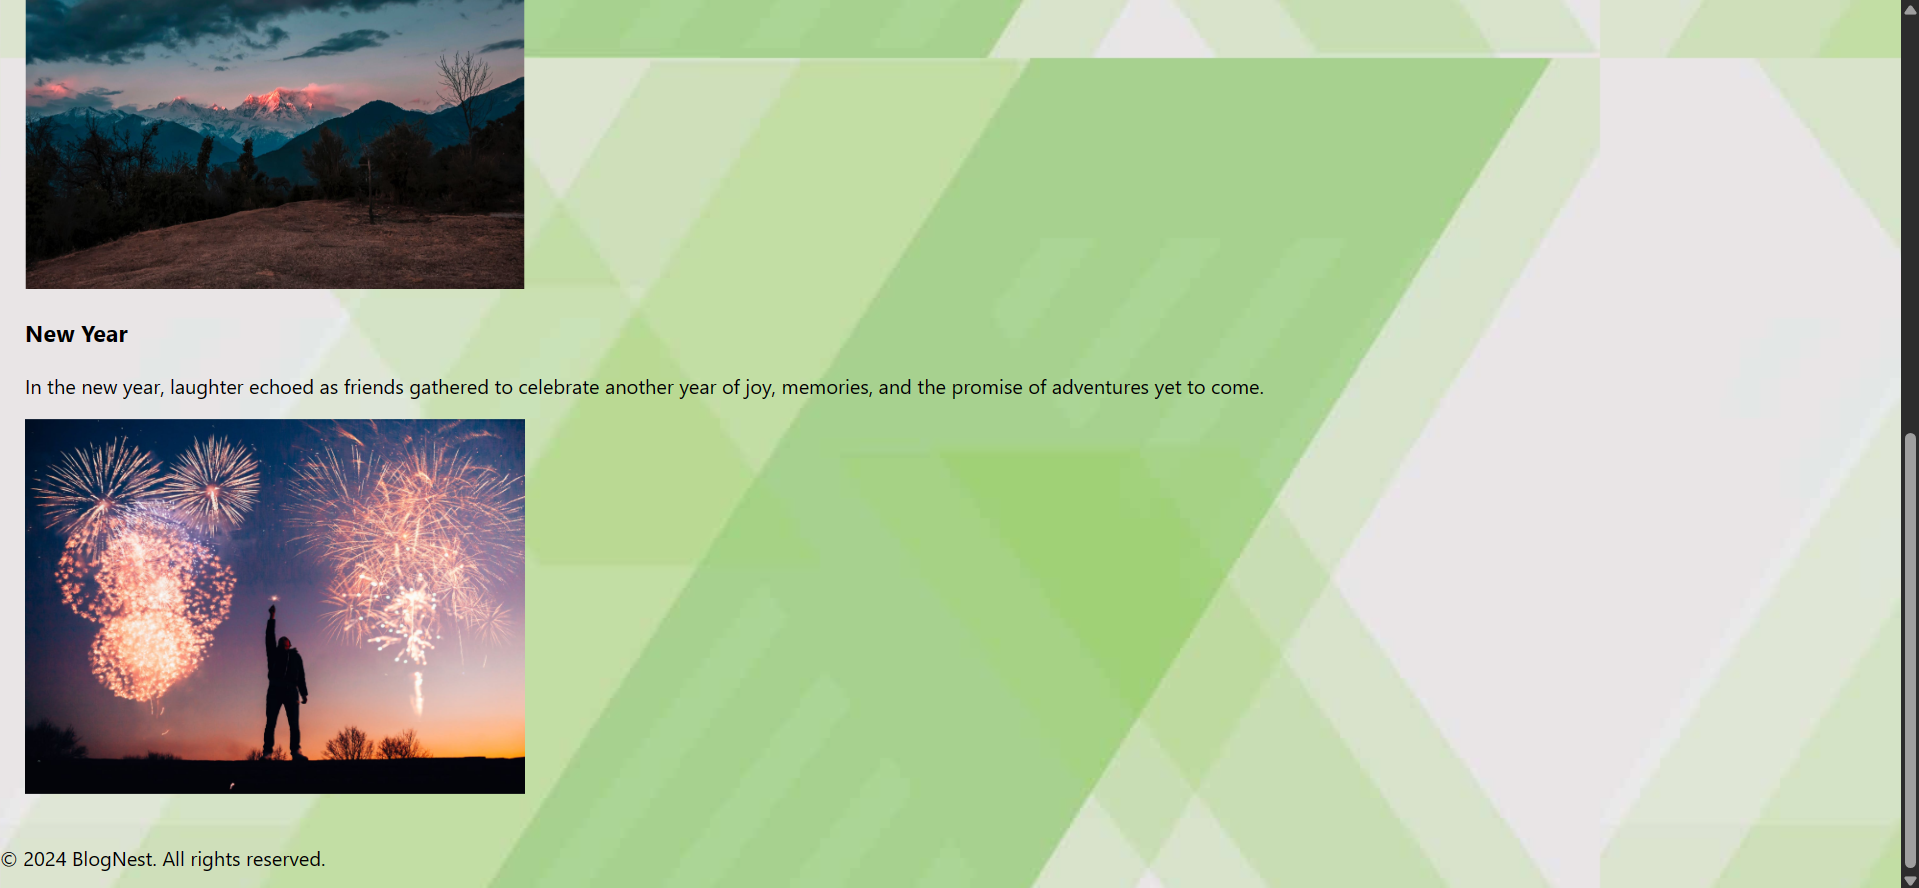 New Year
In the new year, laughter echoed as friends gathered to celebrate another year of joy, memories, and the promise of adventures yet to come.
© 2024 BlogNest. All rights reserved.